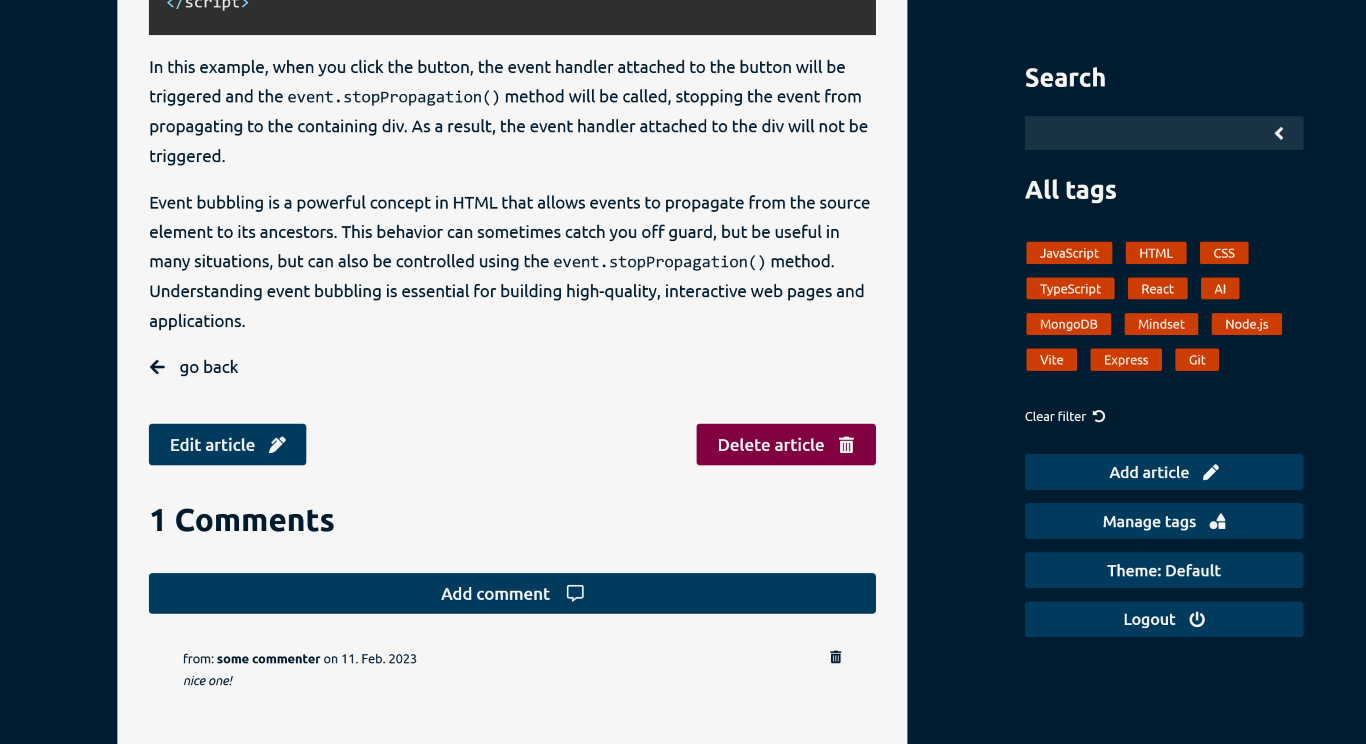 </script>
In this example, when you click the button, the event handler attached to the button will be
triggered and the event.stopPropagation() method will be called, stopping the event from
propagating to the containing div. As a result, the event handler attached to the div will not be
triggered.
Event bubbling is a powerful concept in HTML that allows events to propagate from the source
element to its ancestors. This behavior can sometimes catch you off guard, but be useful in
many situations, but can also be controlled using the event.stopPropagation() method.
Understanding event bubbling is essential for building high-quality, interactive web pages and
applications.
go back
Edit article
Delete article
1 Comments
Add comment
from: some commenter on 11. Feb. 2023
nice one!
Search
All tags
JavaScript HTML CSS
TypeScript React AI
MongoDB Mindset Node.js
Vite Express Git
Clear filter
Add article
Manage tags
Theme: Default
Logout